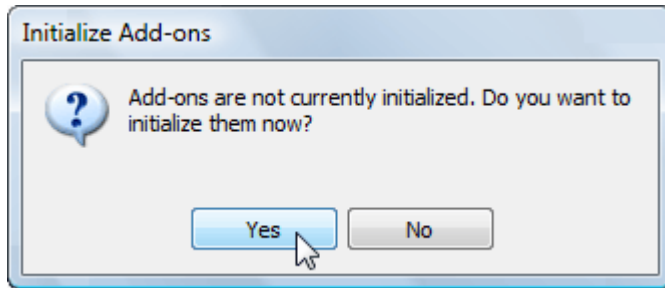 Initialize Add-ons
Add-ons are not currently initialized. Do you want to
initialize them now?
Yes
No